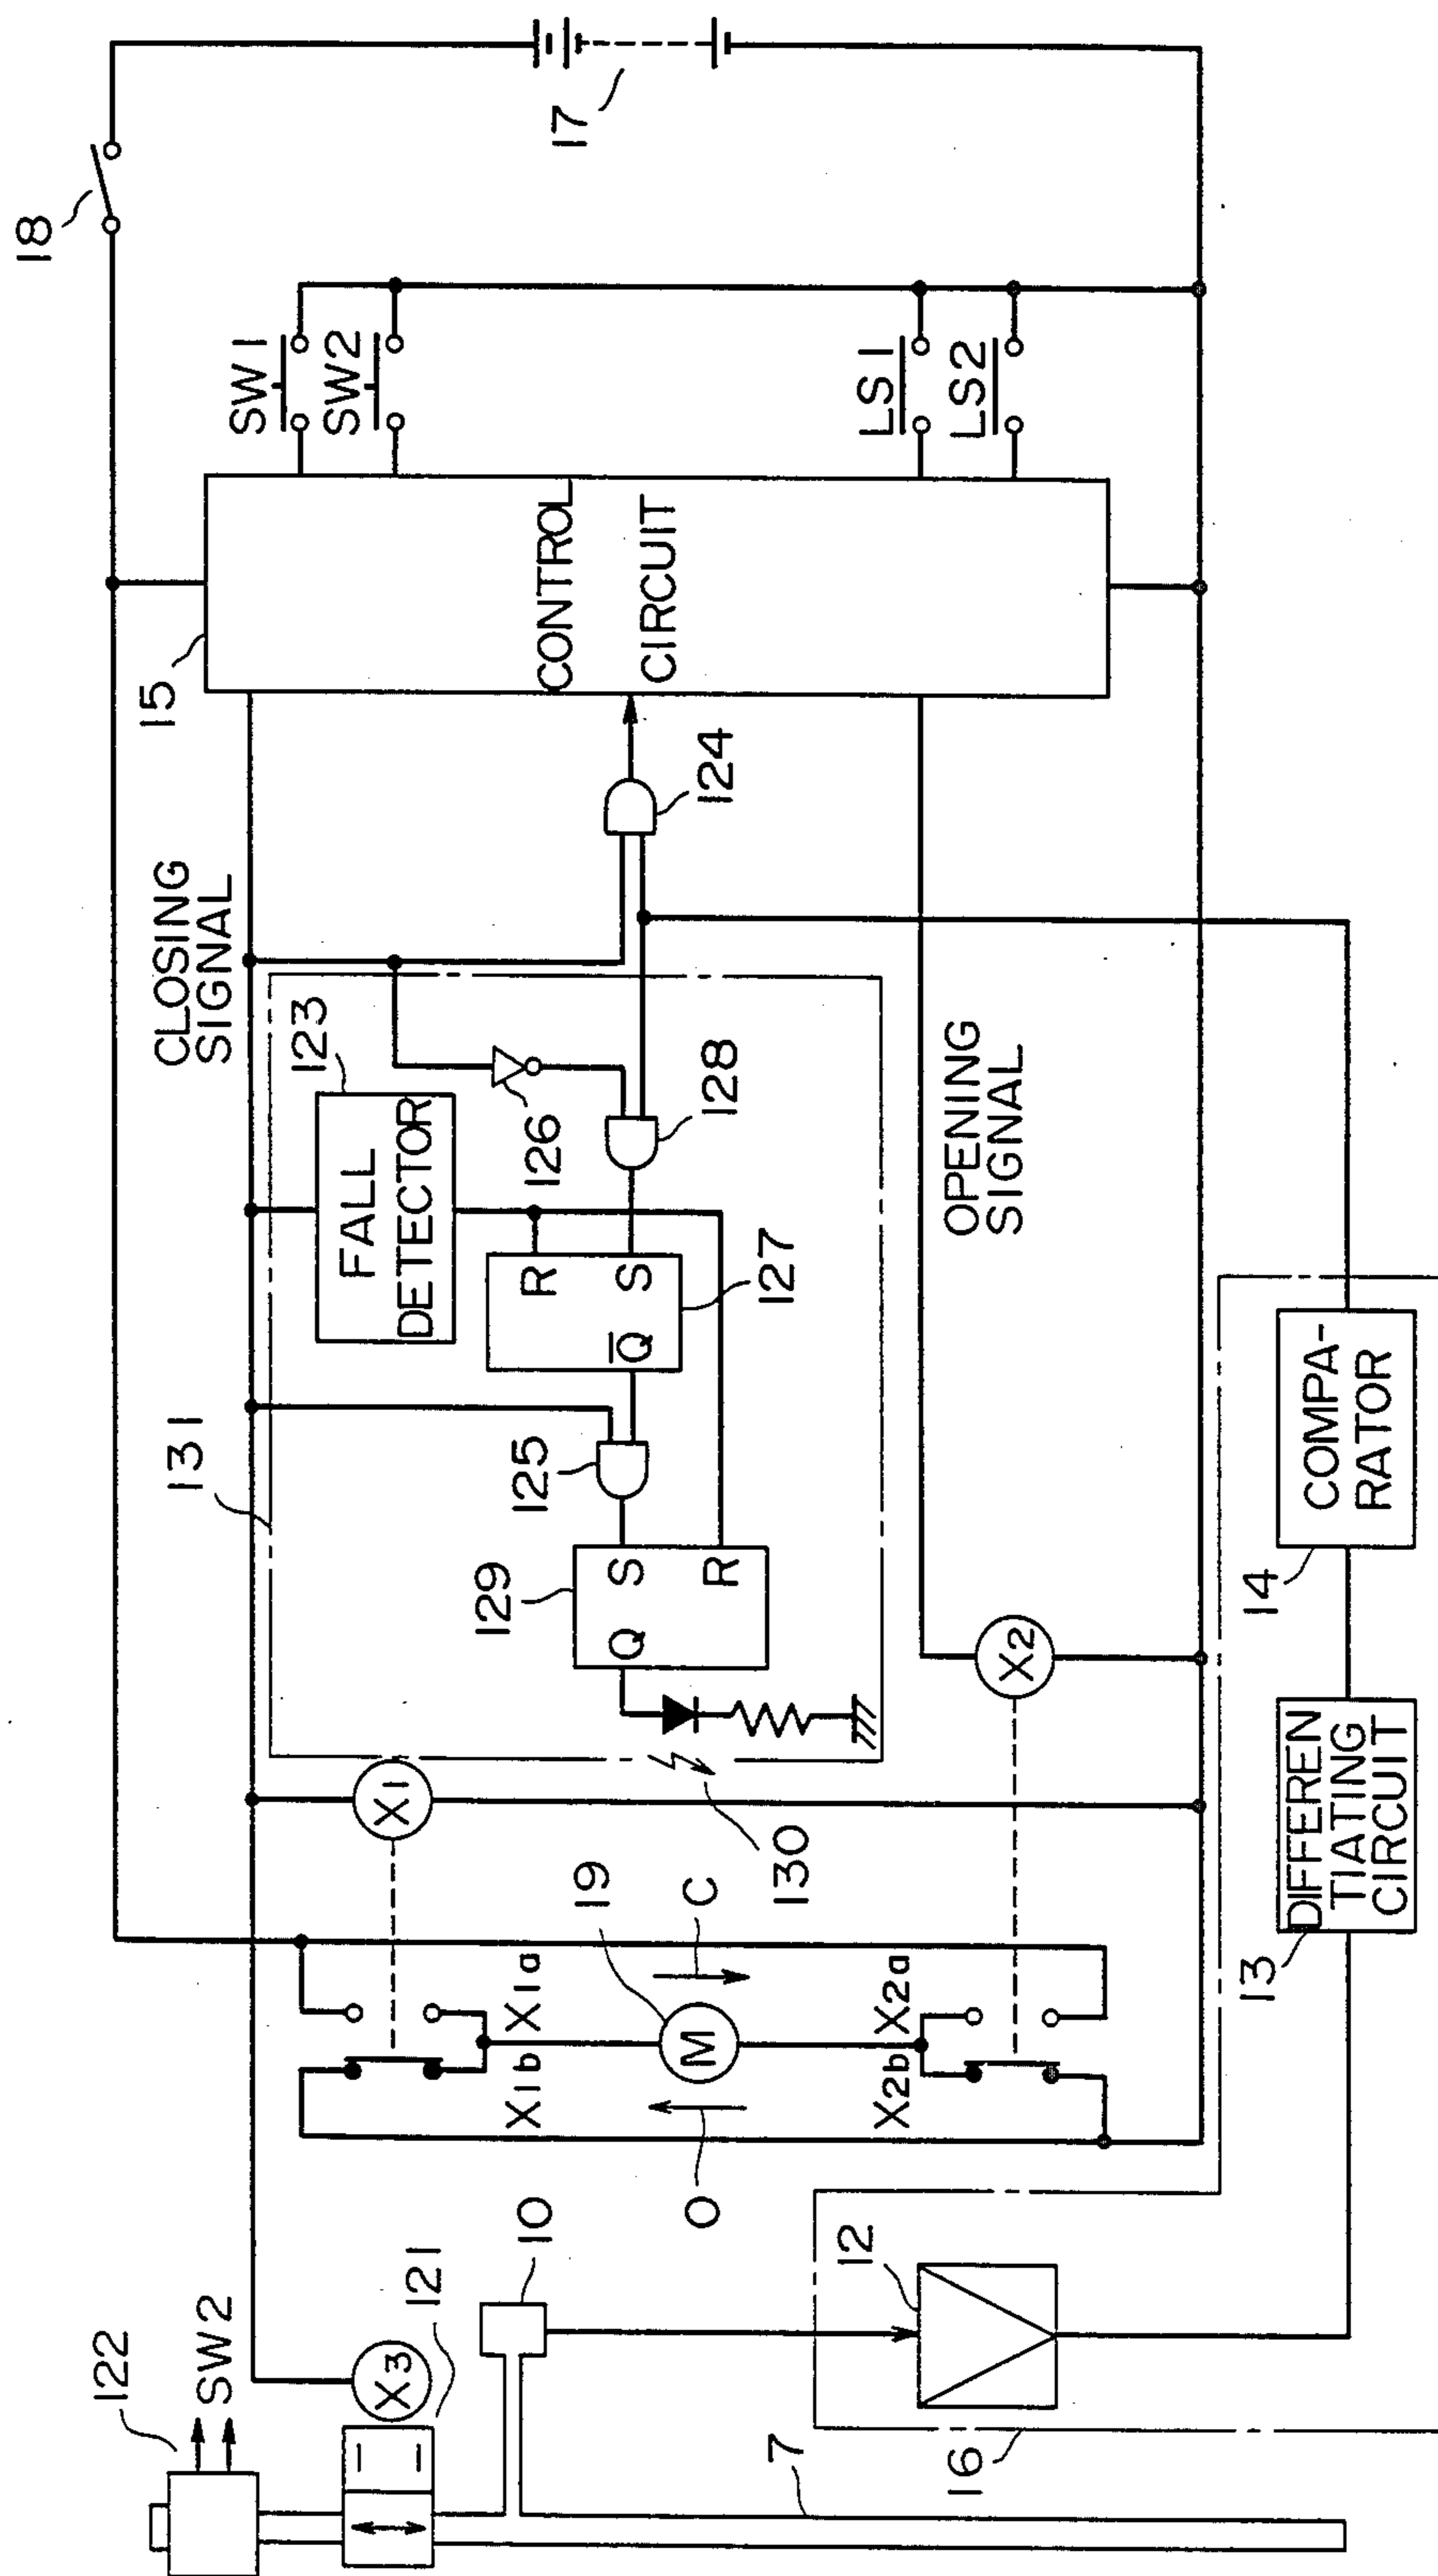 18
17
SW1
SW2
LS1
LS2
15
CONTROL
CIRCUIT
124
CLOSING
SIGNAL
123
FALL
DETECTOR
126
128
R
S
Q̅
127
131
125
129
S
R
Q
130
OPENING
SIGNAL
X1
X2
19
C
M
O
X1a
X1b
X2a
X2b
122
SW2
X3
121
10
12
7
16
13
DIFFEREN
TIATING
CIRCUIT
14
COMPA-
RATOR